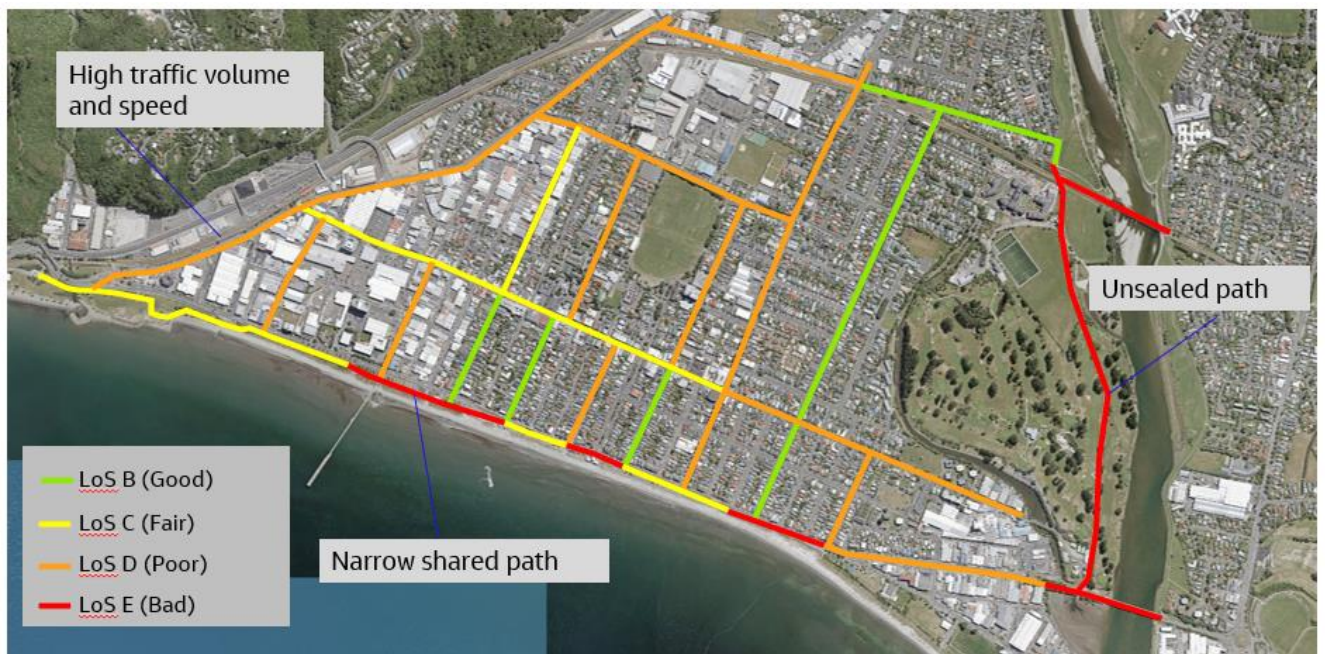 High traffic volume
and speed
Unsealed path
Narrow shared path
LoS B (Good)
LoS C (Fair)
LoS D (Poor)
LoS E (Bad)